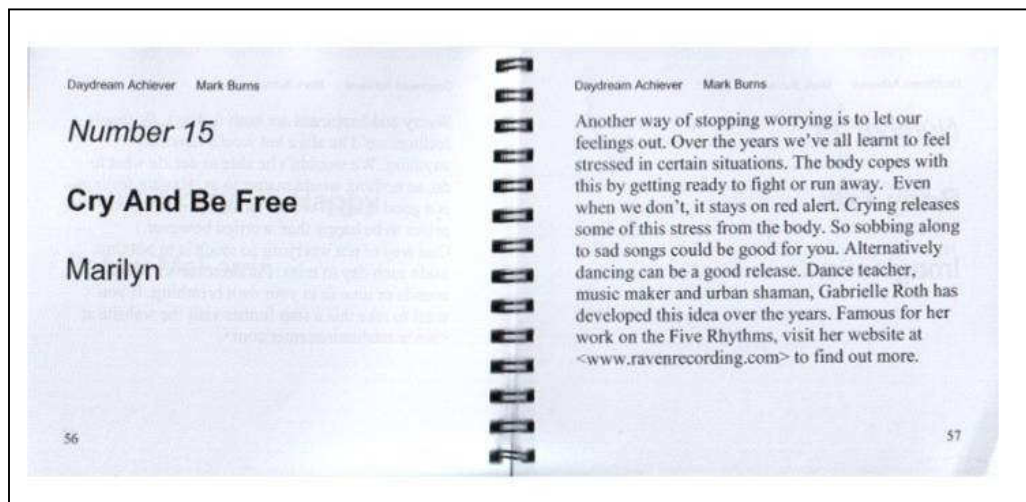 Daydream Achiever Mark Burns
Number 15
Cry And Be Free
Marilyn
56
Daydream Achiever Mark Burns
Another way of stopping worrying is to let our
feelings out. Over the years we've all learnt to feel
stressed in certain situations. The body copes with
this by getting ready to fight or run away. Even
when we don't, it stays on red alert. Crying releases
some of this stress from the body. So sobbing along
to sad songs could be good for you. Alternatively
dancing can be a good release. Dance teacher,
music maker and urban shaman, Gabrielle Roth has
developed this idea over the years. Famous for her
work on the Five Rhythms, visit her website at
<www.ravenrecording.com> to find out more.
57